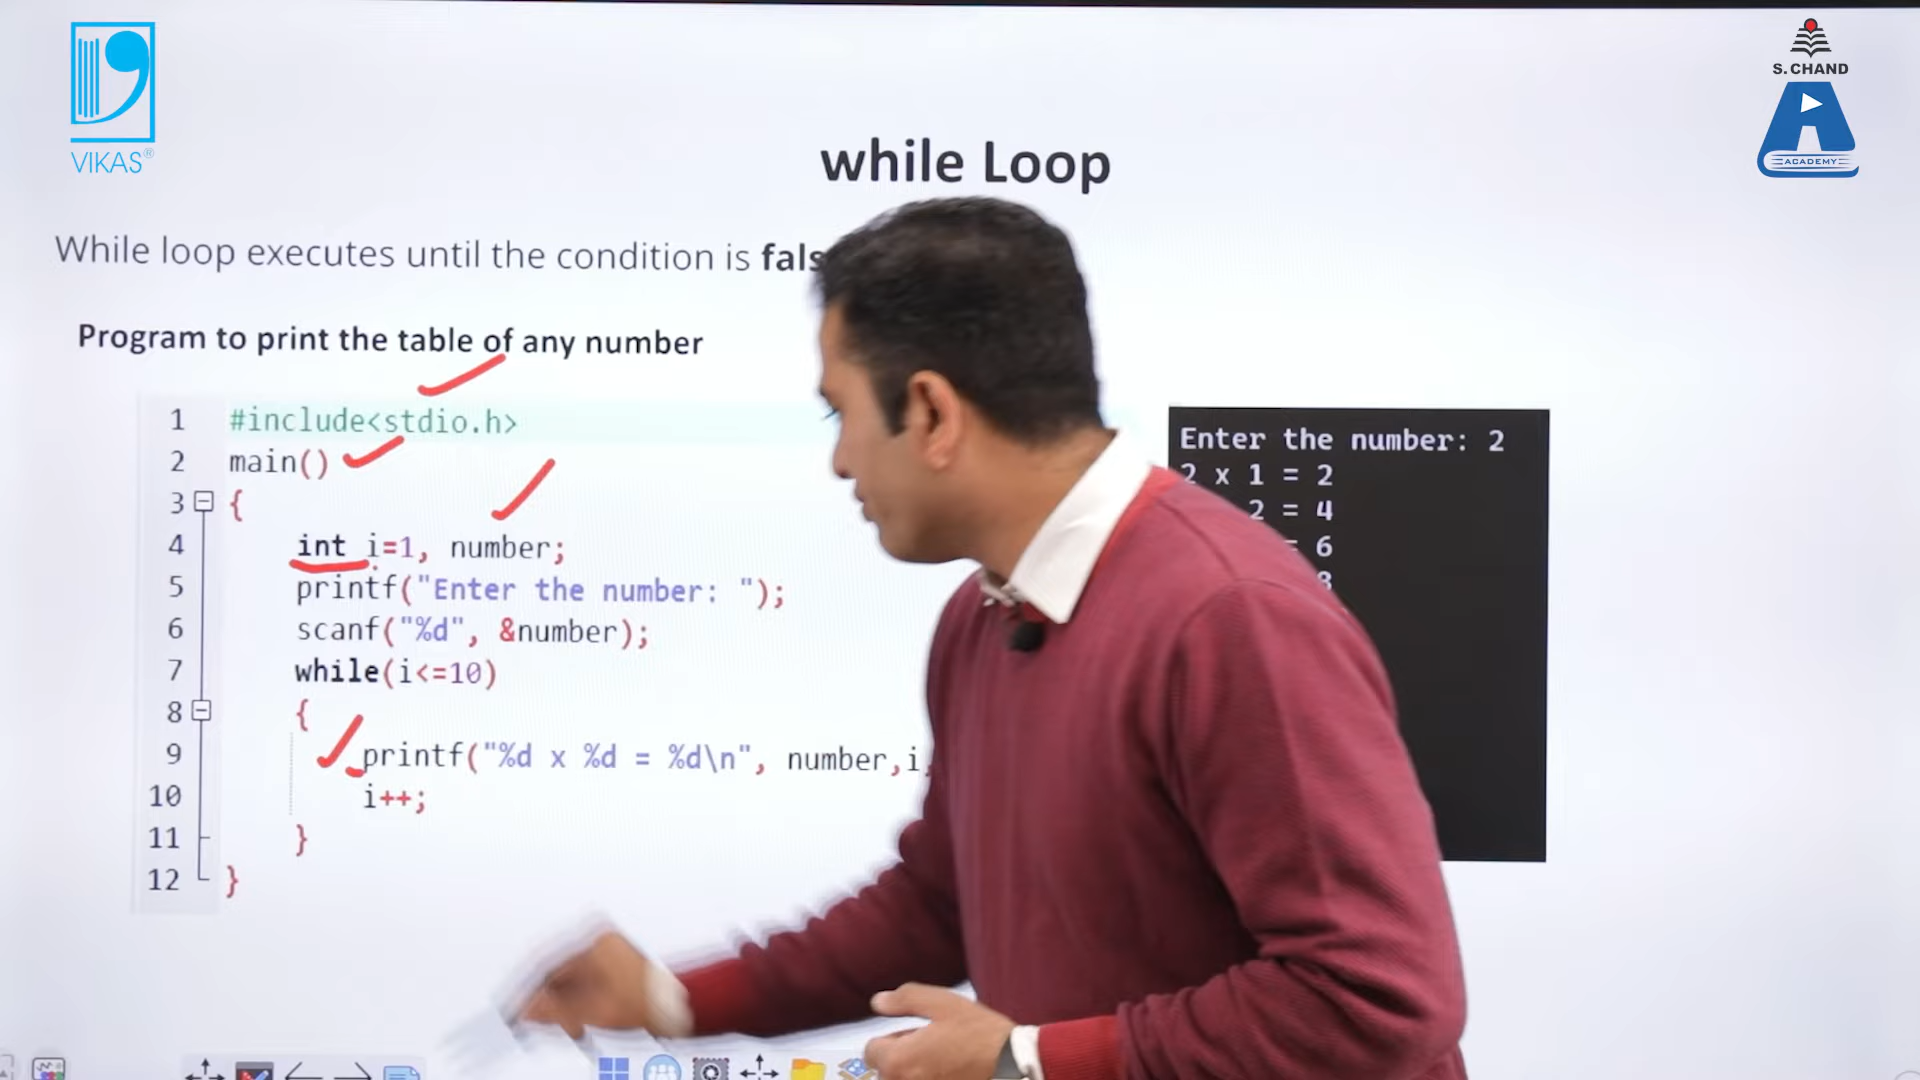 VIKAS®
S. CHAND
ACADEMY
while Loop
While loop executes until the condition is
Program to print the table of any number
1 #include<stdio.h>
2 main()
3 {
4 int i=1, number;
5 printf("Enter the number: ");
6 scanf("%d", &number);
7 while(i<=10)
8 {
9 printf("%d x %d = %d\n", number,i,
10 i++;
11 }
12 }
Enter the number: 2
2 x 1 = 2
2 = 4
= 6
8